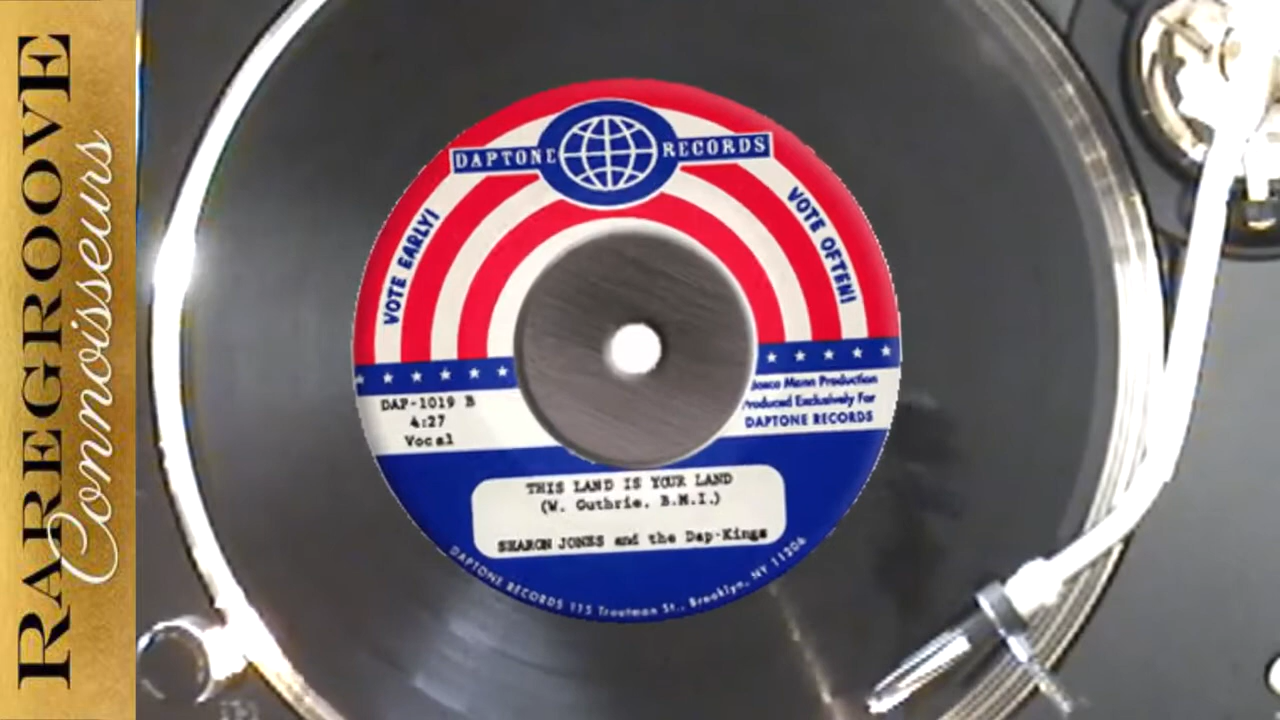 RAREGROOVE
Connoisseurs
DAPTONE RECORDS
VOTE EARLY!
VOTE OFTEN!
DAP-1019 B
4:27
Vocal
Bosco Mann Production
Produced Exclusively For
DAPTONE RECORDS
THIS LAND IS YOUR LAND
(W. Guthrie, B.M.I.)
SHARON JONES and the Dap-Kings
DAPTONE RECORDS 115 Troutman St., Brooklyn, NY 11206